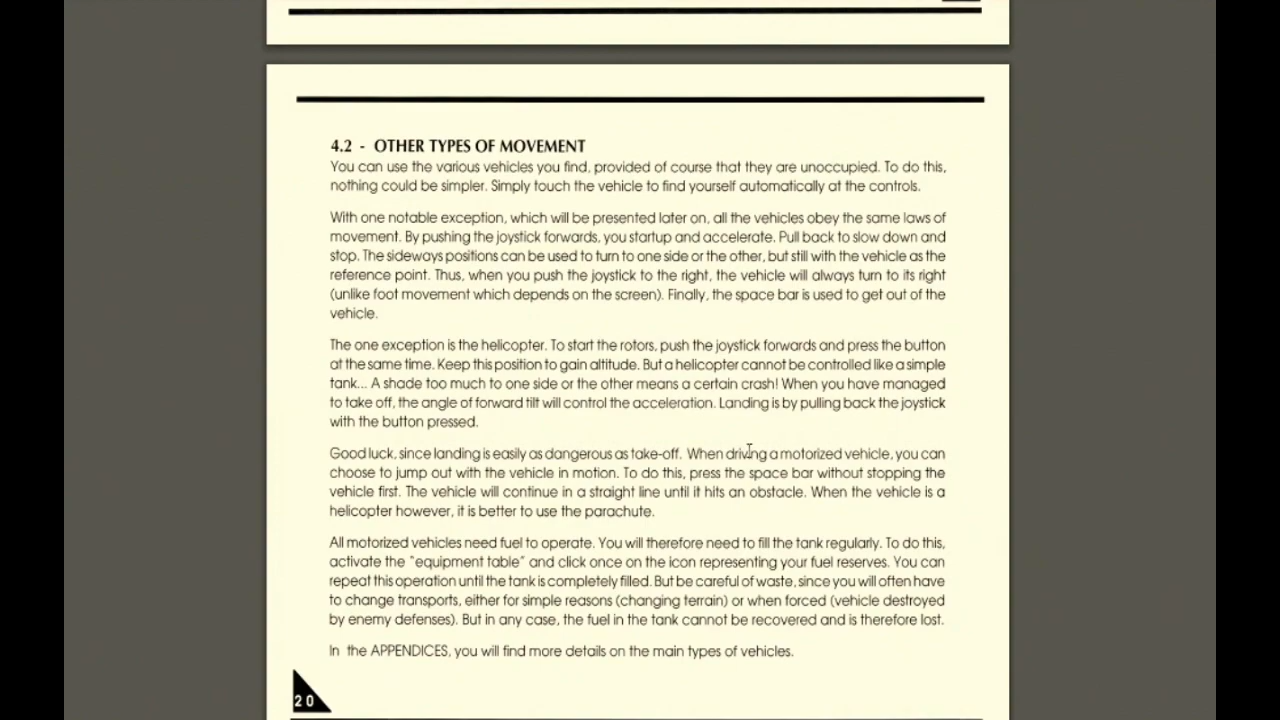 4.2 - OTHER TYPES OF MOVEMENT
You can use the various vehicles you find, provided of course that they are unoccupied. To do this,
nothing could be simpler. Simply touch the vehicle to find yourself automatically at the controls.
With one notable exception, which will be presented later on, all the vehicles obey the same laws of
movement. By pushing the joystick forwards, you startup and accelerate. Pull back to slow down and
stop. The sideways positions can be used to turn to one side or the other, but still with the vehicle as the
reference point. Thus, when you push the joystick to the right, the vehicle will always turn to its right
(unlike foot movement which depends on the screen). Finally, the space bar is used to get out of the
vehicle.
The one exception is the helicopter. To start the rotors, push the joystick forwards and press the button
at the same time. Keep this position to gain altitude. But a helicopter cannot be controlled like a simple
tank... A shade too much to one side or the other means a certain crash! When you have managed
to take off, the angle of forward tilt will control the acceleration. Landing is by pulling back the joystick
with the button pressed.
Good luck, since landing is easily as dangerous as take-off. When driving a motorized vehicle, you can
choose to jump out with the vehicle in motion. To do this, press the space bar without stopping the
vehicle first. The vehicle will continue in a straight line until it hits an obstacle. When the vehicle is a
helicopter however, it is better to use the parachute.
All motorized vehicles need fuel to operate. You will therefore need to fill the tank regularly. To do this,
activate the "equipment table" and click once on the icon representing your fuel reserves. You can
repeat this operation until the tank is completely filled. But be careful of waste, since you will often have
to change transports, either for simple reasons (changing terrain) or when forced (vehicle destroyed
by enemy defenses). But in any case, the fuel in the tank cannot be recovered and is therefore lost.
In the APPENDICES, you will find more details on the main types of vehicles.
20